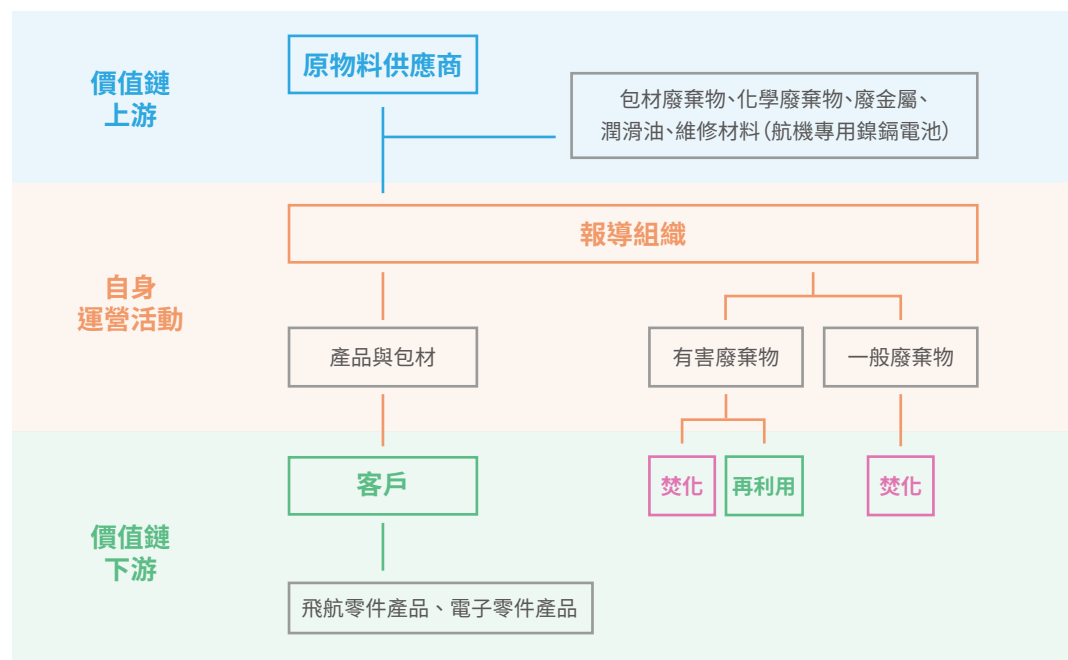 價值鏈
上游
原物料供應商
包材廢棄物、化學廢棄物、廢金屬、
潤滑油、維修材料（航機專用鎳鎘電池）
自身
運營活動
報導組織
產品與包材
有害廢棄物
一般廢棄物
價值鏈
下游
客戶
焚化
再利用
焚化
飛航零件產品、電子零件產品